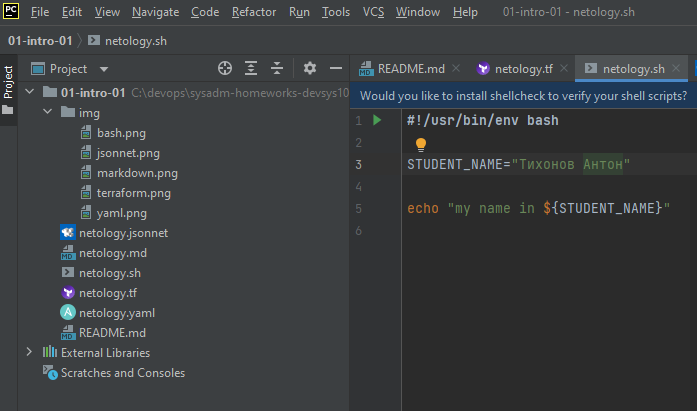 PC File Edit View Navigate Code Refactor Run Tools VCS Window Help 01-intro-01 - netology.sh
01-intro-01 netology.sh
Project
Project
README.md netology.tf netology.sh
01-intro-01 C:\devops\sysadm-homeworks-devsys10
img
bash.png
jsonnet.png
markdown.png
terraform.png
yaml.png
netology.jsonnet
MD netology.md
netology.sh
netology.tf
A netology.yaml
MD README.md
External Libraries
Scratches and Consoles
Would you like to install shellcheck to verify your shell scripts?
1 #!/usr/bin/env bash
2
3 STUDENT_NAME="Тихонов Антон"
4
5 echo "my name in ${STUDENT_NAME}"
6